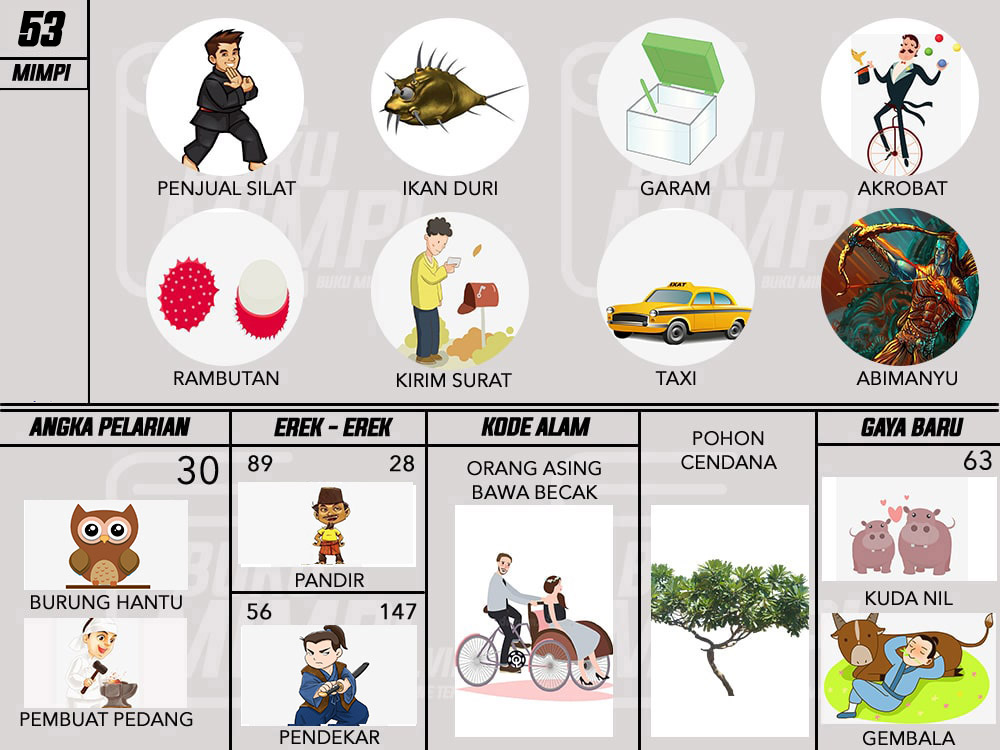 53
MIMPI
PENJUAL SILAT
IKAN DURI
GARAM
AKROBAT
RAMBUTAN
KIRIM SURAT
TAXI
ABIMANYU
ANGKA PELARIAN
30
BURUNG HANTU
PEMBUAT PEDANG
EREK - EREK
89 28
PANDIR
56 147
PENDEKAR
KODE ALAM
ORANG ASING
BAWA BECAK
POHON
CENDANA
GAYA BARU
63
KUDA NIL
GEMBALA